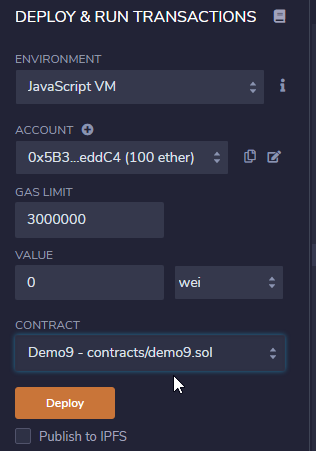 DEPLOY & RUN TRANSACTIONS
ENVIRONMENT
JavaScript VM
ACCOUNT
0x5B3...eddC4 (100 ether)
GAS LIMIT
3000000
VALUE
0 wei
CONTRACT
Demo9 - contracts/demo9.sol
Deploy
Publish to IPFS